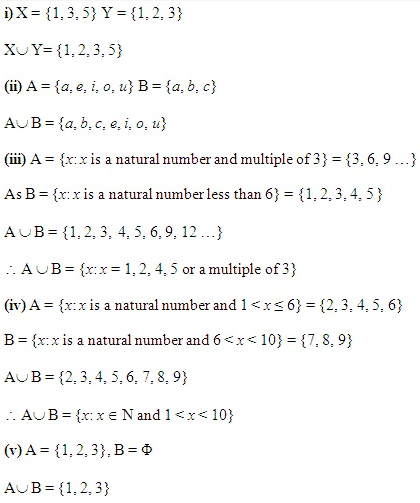 i) X = {1, 3, 5} Y = {1, 2, 3}
X∪ Y= {1, 2, 3, 5}
(ii) A = {a, e, i, o, u} B = {a, b, c}
A∪B = {a, b, c, e, i, o, u}
(iii) A = {x: x is a natural number and multiple of 3} = {3, 6, 9 …}
As B = {x: x is a natural number less than 6} = {1, 2, 3, 4, 5 }
A ∪ B = {1, 2, 3, 4, 5, 6, 9, 12 …}
∴ A ∪ B = {x: x = 1, 2, 4, 5 or a multiple of 3}
(iv) A = {x: x is a natural number and 1 < x ≤ 6} = {2, 3, 4, 5, 6}
B = {x: x is a natural number and 6 < x < 10} = {7, 8, 9}
A∪B = {2, 3, 4, 5, 6, 7, 8, 9}
∴ A∪B = {x: x ∈ N and 1 < x < 10}
(v) A = {1, 2, 3}, B = Φ
A∪B = {1, 2, 3}